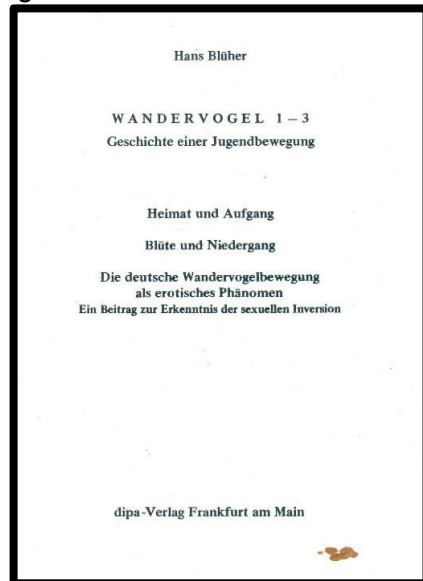 Hans Blüher
WANDERVOGEL 1 – 3
Geschichte einer Jugendbewegung
Heimat und Aufgang
Blüte und Niedergang
Die deutsche Wandervogelbewegung
als erotisches Phänomen
Ein Beitrag zur Erkenntnis der sexuellen Inversion
dipa-Verlag Frankfurt am Main